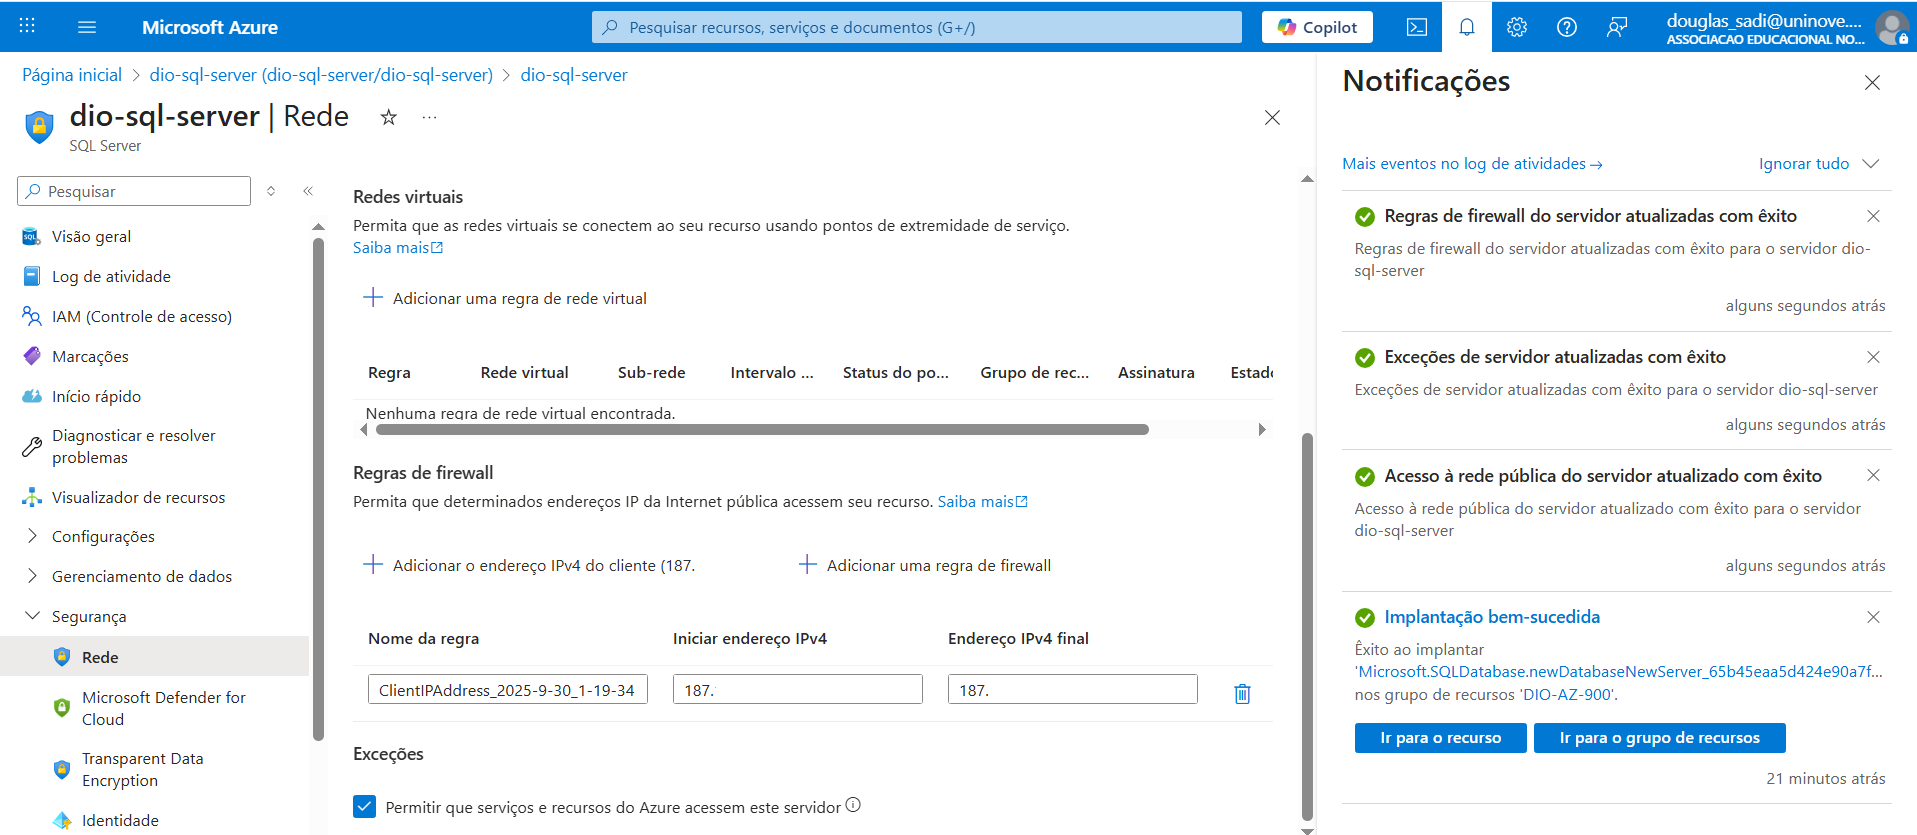 Microsoft Azure
Pesquisar recursos, serviços e documentos (G+/)
Copilot
douglas_sadi@uninove....
ASSOCIACAO EDUCACIONAL NO...
Página inicial > dio-sql-server (dio-sql-server/dio-sql-server) > dio-sql-server
dio-sql-server | Rede
SQL Server
Pesquisar
Visão geral
Log de atividade
IAM (Controle de acesso)
Marcações
Início rápido
Diagnosticar e resolver
problemas
Visualizador de recursos
Configurações
Gerenciamento de dados
Segurança
Rede
Microsoft Defender for
Cloud
Transparent Data
Encryption
Identidade
Redes virtuais
Permita que as redes virtuais se conectem ao seu recurso usando pontos de extremidade de serviço.
Saiba mais
Adicionar uma regra de rede virtual
Regra Rede virtual Sub-rede Intervalo ... Status do po... Grupo de rec... Assinatura Estado
Nenhuma regra de rede virtual encontrada.
Regras de firewall
Permita que determinados endereços IP da Internet pública acessem seu recurso. Saiba mais
Adicionar o endereço IPv4 do cliente (187. Adicionar uma regra de firewall
Nome da regra Iniciar endereço IPv4 Endereço IPv4 final
ClientIPAddress_2025-9-30_1-19-34 187. 187.
Exceções
Permitir que serviços e recursos do Azure acessem este servidor
Notificações
Mais eventos no log de atividades → Ignorar tudo
Regras de firewall do servidor atualizadas com êxito
Regras de firewall do servidor atualizadas com êxito para o servidor dio-
sql-server
alguns segundos atrás
Exceções de servidor atualizadas com êxito
Exceções de servidor atualizadas com êxito para o servidor dio-sql-server
alguns segundos atrás
Acesso à rede pública do servidor atualizado com êxito
Acesso à rede pública do servidor atualizado com êxito para o servidor
dio-sql-server
alguns segundos atrás
Implantação bem-sucedida
Êxito ao implantar
'Microsoft.SQLDatabase.newDatabaseNewServer_65b45eaa5d424e90a7f...
nos grupo de recursos 'DIO-AZ-900'.
Ir para o recurso Ir para o grupo de recursos
21 minutos atrás